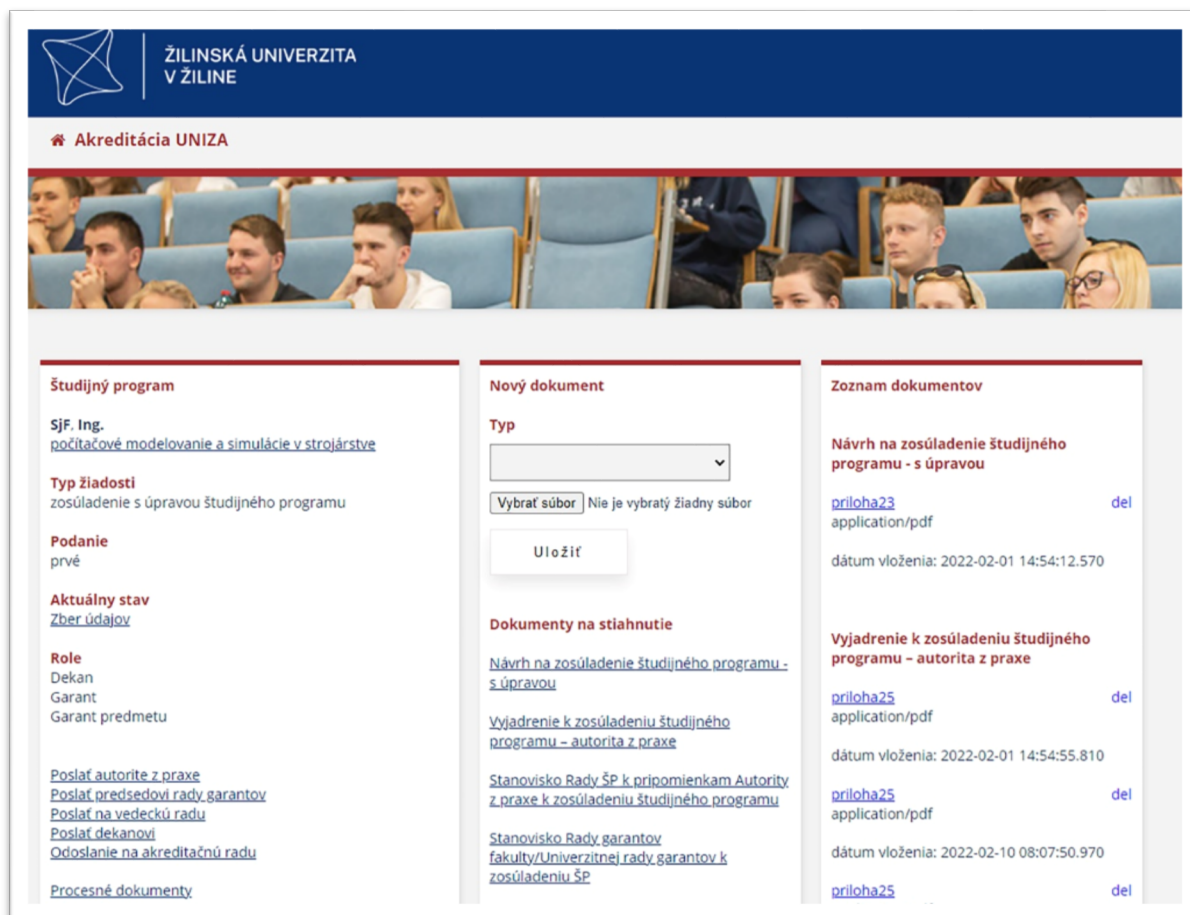 ŽILINSKÁ UNIVERZITA
V ŽILINE
Akreditácia UNIZA
Študijný program
SjF, Ing.
počítačové modelovanie a simulácie v strojárstve
Typ žiadosti
zosúladenie s úpravou študijného programu
Podanie
prvé
Aktuálny stav
Zber údajov
Role
Dekan
Garant
Garant predmetu
Poslať autorite z praxe
Poslať predsedovi rady garantov
Poslať na vedeckú radu
Poslať dekanovi
Odoslanie na akreditačnú radu
Procesné dokumenty
Nový dokument
Typ
Vybrať súbor Nie je vybratý žiadny súbor
Uložiť
Dokumenty na stiahnutie
Návrh na zosúladenie študijného programu -
s úpravou
Vyjadrenie k zosúladeniu študijného
programu – autorita z praxe
Stanovisko Rady ŠP k pripomienkam Autority
z praxe k zosúladeniu študijného programu
Stanovisko Rady garantov
fakulty/Univerzitnej rady garantov k
zosúladeniu ŠP
Zoznam dokumentov
Návrh na zosúladenie študijného
programu - s úpravou
priloha23 del
application/pdf
dátum vloženia: 2022-02-01 14:54:12.570
Vyjadrenie k zosúladeniu študijného
programu – autorita z praxe
priloha25 del
application/pdf
dátum vloženia: 2022-02-01 14:54:55.810
priloha25 del
application/pdf
dátum vloženia: 2022-02-10 08:07:50.970
priloha25 del